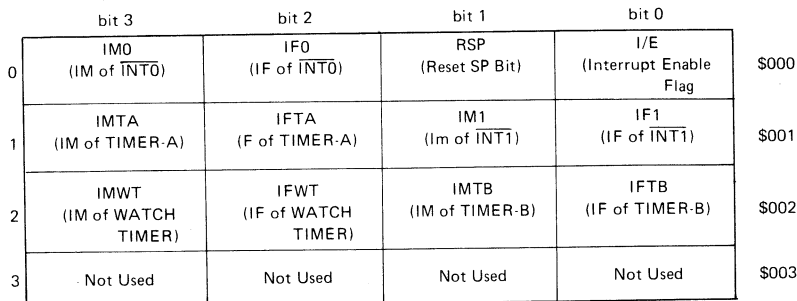 bit 3 bit 2 bit 1 bit 0
IM0 IF0 RSP I/E
0 (IM of INT0) (IF of INT0) (Reset SP Bit) (Interrupt Enable $000
Flag
IMTA IFTA IM1 IF1
1 (IM of TIMER-A) (F of TIMER-A) (Im of INT1) (IF of INT1) $001
IMWT IFWT IMTB IFTB
2 (IM of WATCH (IF of WATCH (IM of TIMER-B) (IF of TIMER-B) $002
TIMER) TIMER)
3 Not Used Not Used Not Used Not Used $003